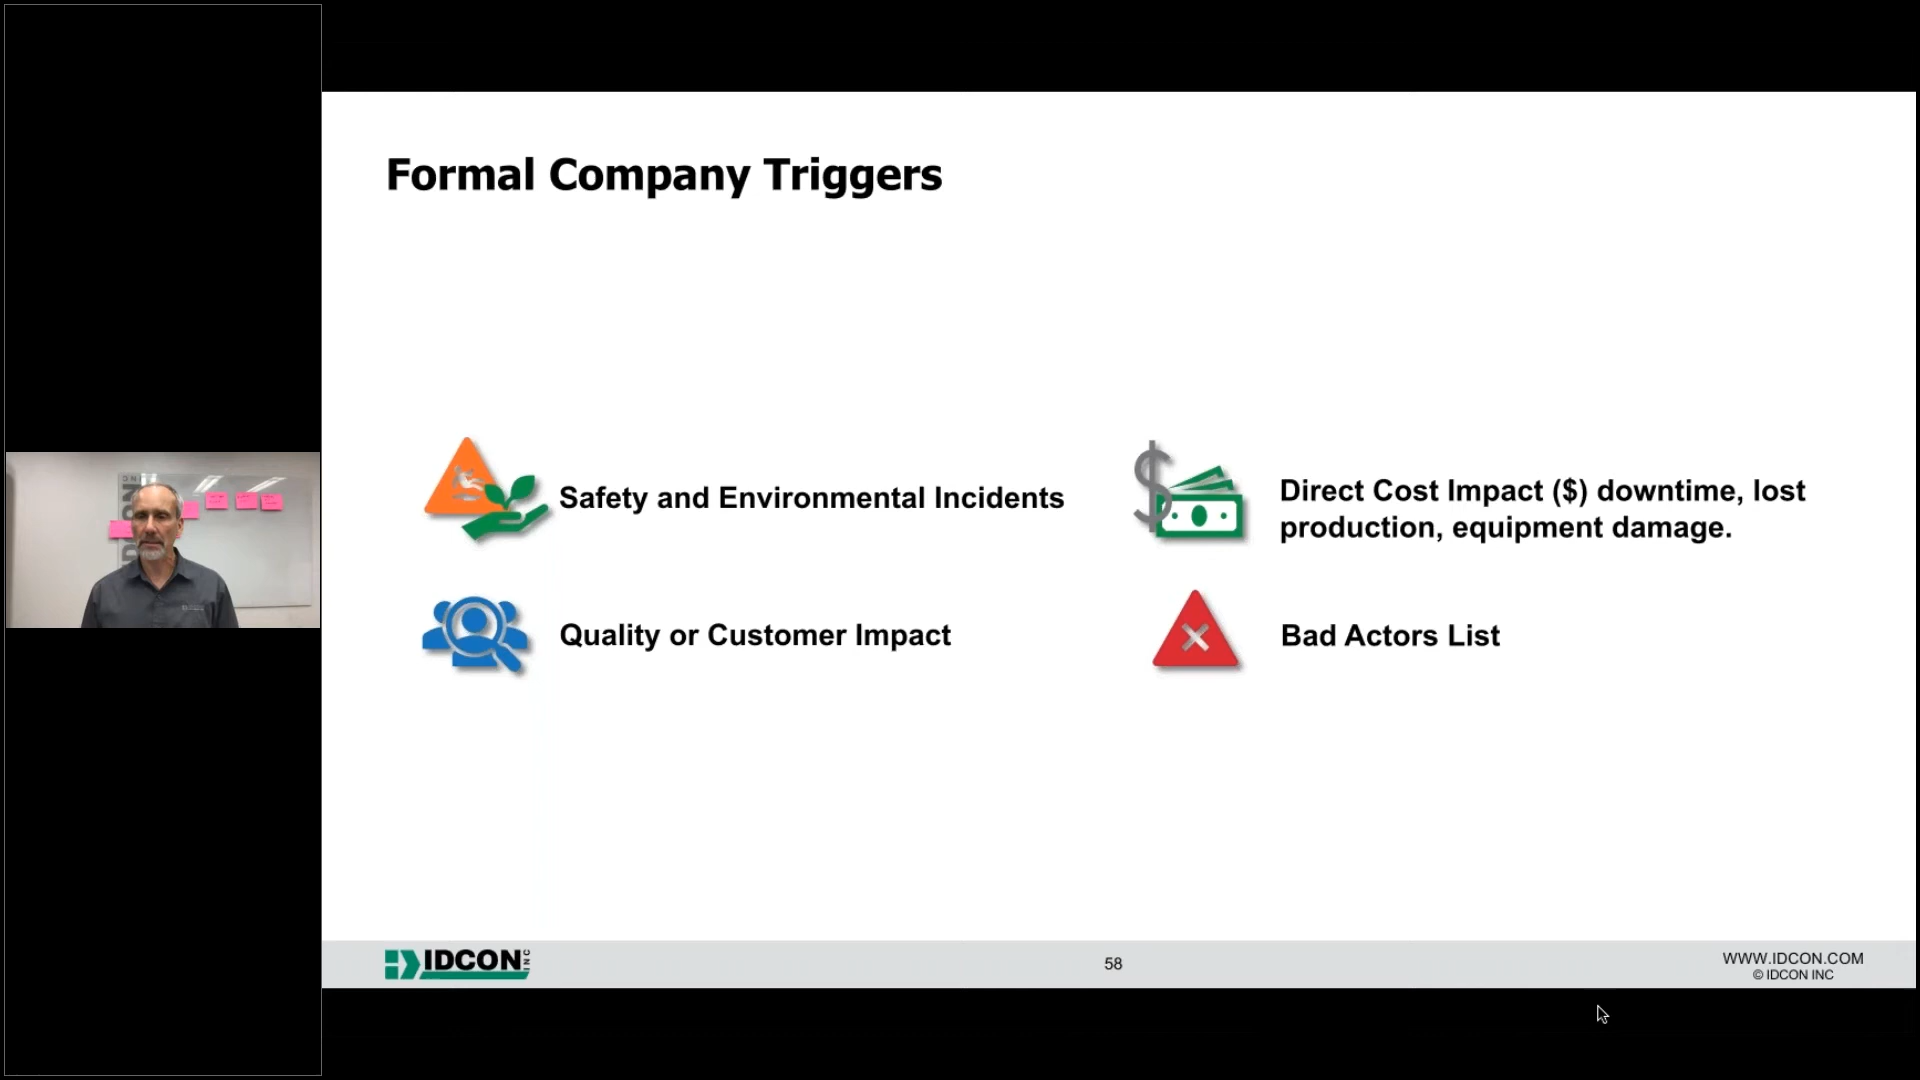 Formal Company Triggers
Safety and Environmental Incidents
Direct Cost Impact ($) downtime, lost
production, equipment damage.
Quality or Customer Impact
Bad Actors List
IDCON INC
58
WWW.IDCON.COM
© IDCON INC